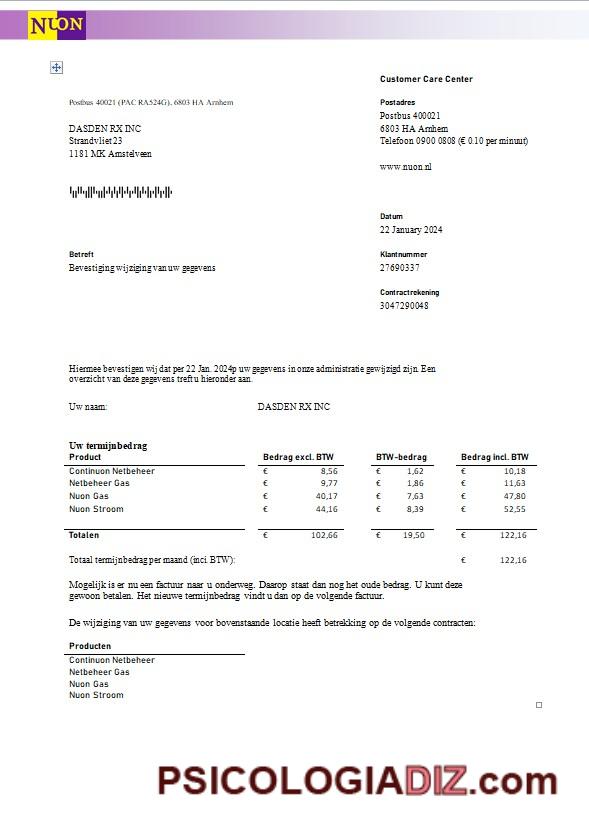 NUON
Customer Care Center
Postbus 40021 (PAC RA524G), 6803 HA Arnhem
Postadres
Postbus 400021
6803 HA Arnhem
Telefoon 0900 0808 (€ 0.10 per minuut)
www.nuon.nl
DASDEN RX INC
Strandvliet 23
1181 MK Amstelveen
Datum
22 January 2024
Betreft
Bevestiging wijziging van uw gegevens
Klantnummer
27690337
Contractrekening
3047290048
Hiermee bevestigen wij dat per 22 Jan. 2024p uw gegevens in onze administratie gewijzigd zijn. Een
overzicht van deze gegevens treft u hieronder aan.
Uw naam: DASDEN RX INC
Uw termijnbedrag
Product Bedrag excl. BTW BTW-bedrag Bedrag incl. BTW
Continuon Netbeheer € 8,56 € 1,62 € 10,18
Netbeheer Gas € 9,77 € 1,86 € 11,63
Nuon Gas € 40,17 € 7,63 € 47,80
Nuon Stroom € 44,16 € 8,39 € 52,55
Totalen € 102,66 € 19,50 € 122,16
Totaal termijnbedrag per maand (inci. BTW): € 122,16
Mogelijk is er nu een factuur naar u onderweg. Daarop staat dan nog het oude bedrag. U kunt deze
gewoon betalen. Het nieuwe termijnbedrag vindt u dan op de volgende factuur.
De wijziging van uw gegevens voor bovenstaande locatie heeft betrekking op de volgende contracten:
Producten
Continuon Netbeheer
Netbeheer Gas
Nuon Gas
Nuon Stroom
PSICOLOGIADIZ.com